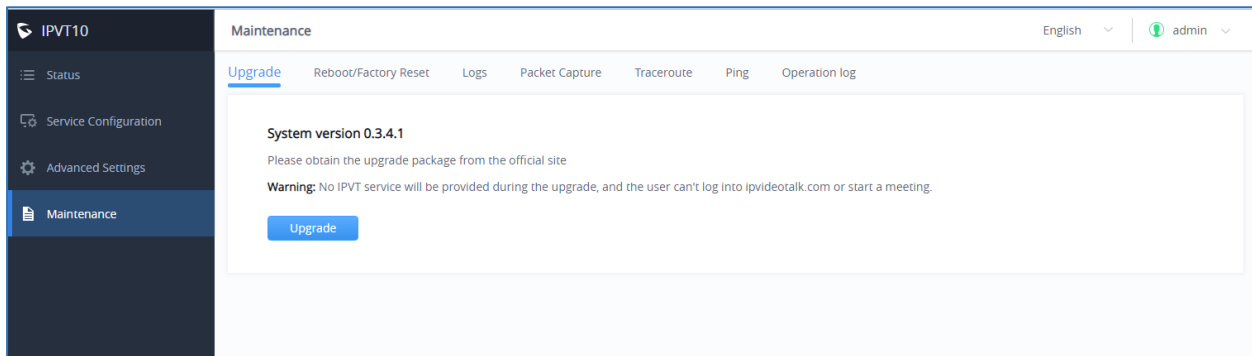 IPVT10
Maintenance
English
admin
Status
Service Configuration
Advanced Settings
Maintenance
Upgrade Reboot/Factory Reset Logs Packet Capture Traceroute Ping Operation log
System version 0.3.4.1
Please obtain the upgrade package from the official site
Warning: No IPVT service will be provided during the upgrade, and the user can't log into ipvideotalk.com or start a meeting.
Upgrade